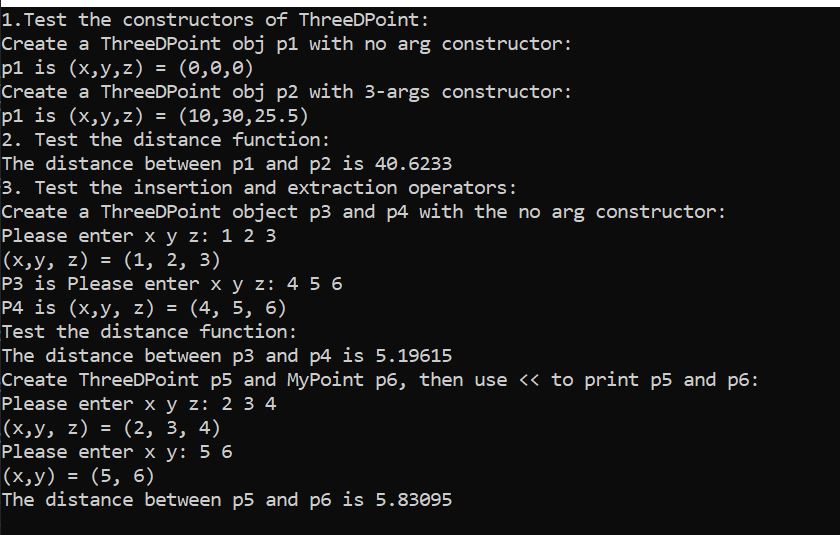 1.Test the constructors of ThreeDPoint:
Create a ThreeDPoint obj p1 with no arg constructor:
p1 is (x,y,z) = (0,0,0)
Create a ThreeDPoint obj p2 with 3-args constructor:
p1 is (x,y,z) = (10,30,25.5)
2. Test the distance function:
The distance between p1 and p2 is 40.6233
3. Test the insertion and extraction operators:
Create a ThreeDPoint object p3 and p4 with the no arg constructor:
Please enter x y z: 1 2 3
(x,y, z) = (1, 2, 3)
P3 is Please enter x y z: 4 5 6
P4 is (x,y, z) = (4, 5, 6)
Test the distance function:
The distance between p3 and p4 is 5.19615
Create ThreeDPoint p5 and MyPoint p6, then use << to print p5 and p6:
Please enter x y z: 2 3 4
(x,y, z) = (2, 3, 4)
Please enter x y: 5 6
(x,y) = (5, 6)
The distance between p5 and p6 is 5.83095